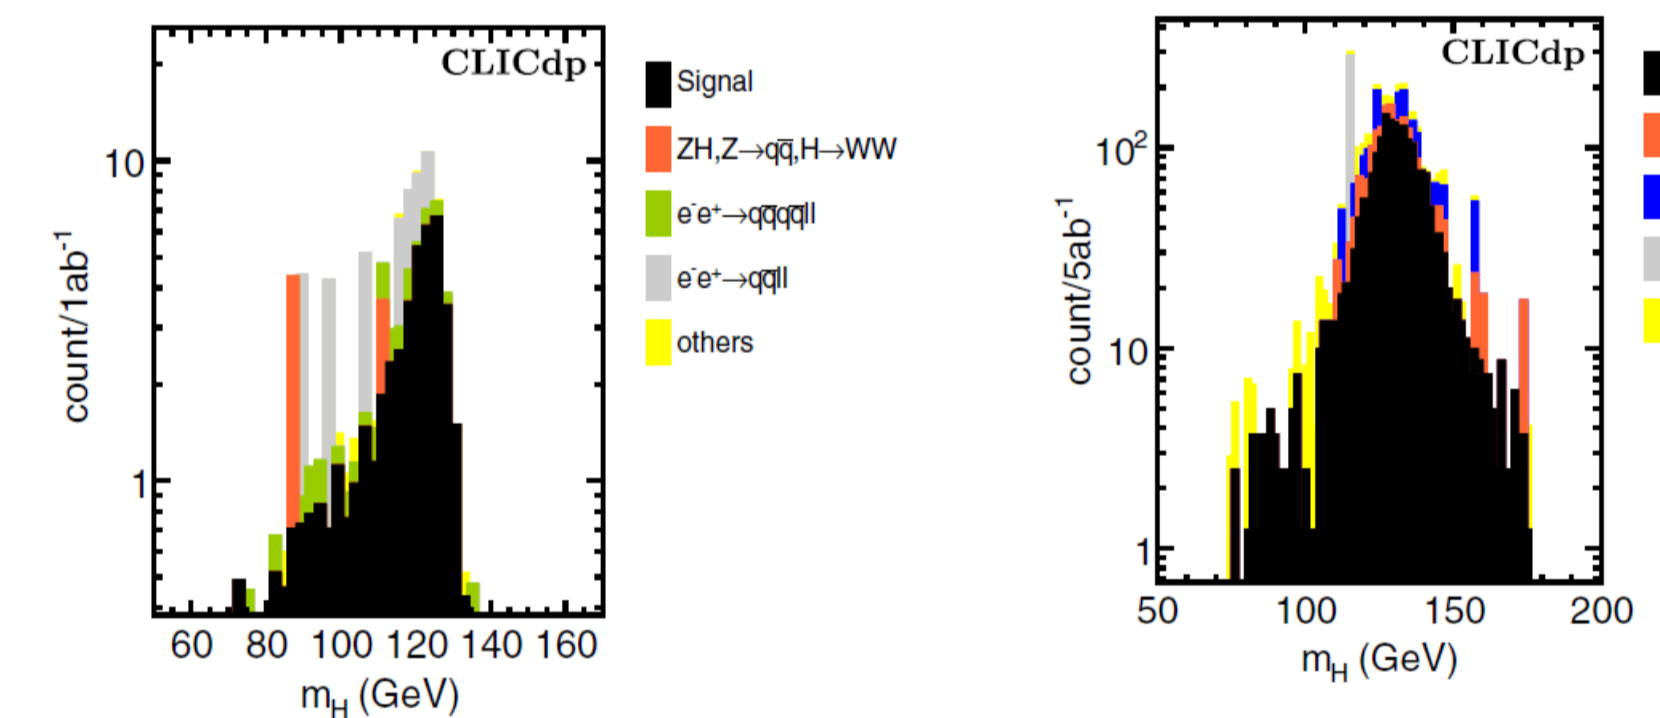 CLICdp
Signal
ZH,Z→qq̄,H→WW
e⁻e⁺→qq̄qq̄ll
e⁻e⁺→qq̄ll
others
10
1
count/1ab⁻¹
60 80 100 120 140 160
m_H (GeV)
CLICdp
10²
10
1
count/5ab⁻¹
50 100 150 200
m_H (GeV)